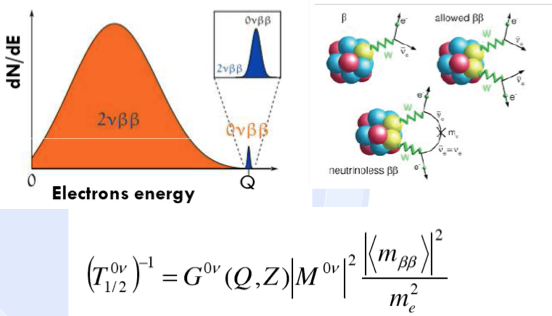 dN/dE
2νββ
0νββ
2νββ
0νββ
0
Q
Electrons energy
β
e⁻
W
ν̄ₑ
allowed ββ
e⁻
W
ν̄ₑ
W
ν̄ₑ
e⁻
neutrinoless ββ
e⁻
W
ν̄ₑ
mᵥ
ν̄ₑ=νₑ
W
e⁻
(T₁/₂⁰ᵛ)⁻¹ = G⁰ᵛ(Q,Z)|M⁰ᵛ|² |⟨mββ⟩|² / mₑ²